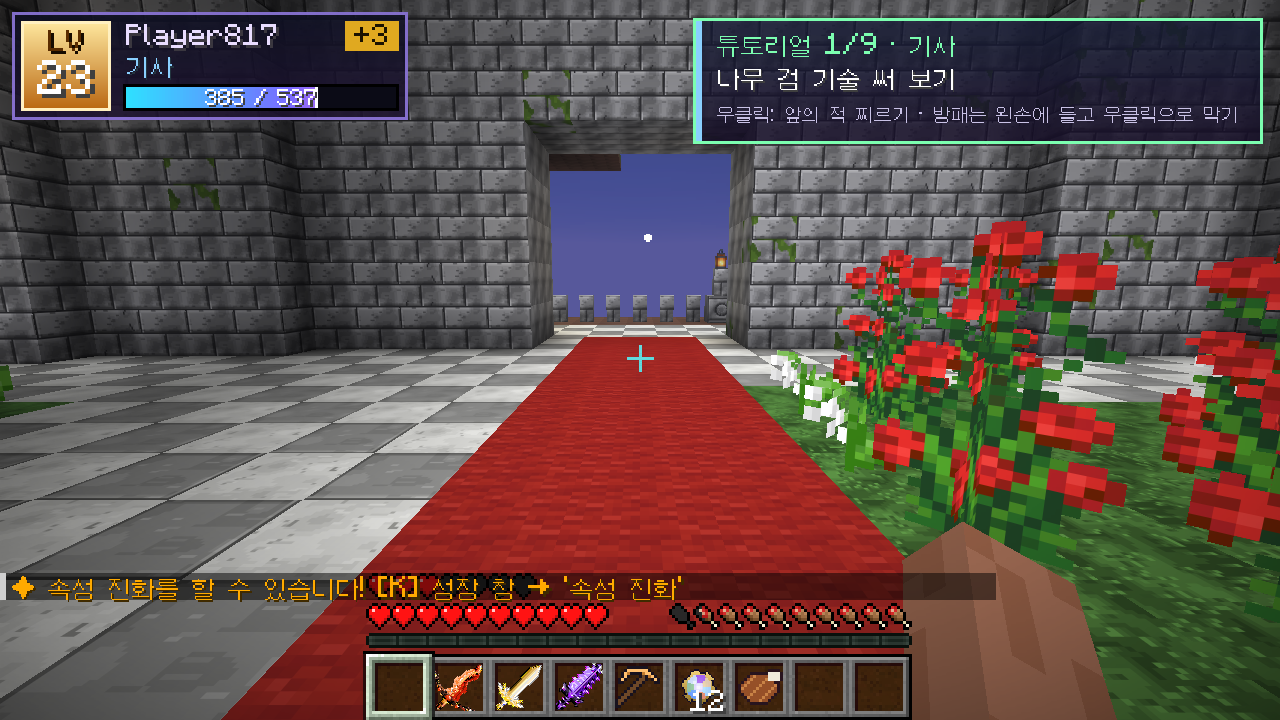 LV
23
Player817
+3
기사
385 / 537
튜토리얼 1/9 · 기사
나무 검 기술 써 보기
우클릭: 앞의 적 찌르기 · 방패는 왼손에 들고 우클릭으로 막기
✦ 속성 진화를 할 수 있습니다! [K] 성장 창 → '속성 진화'
12